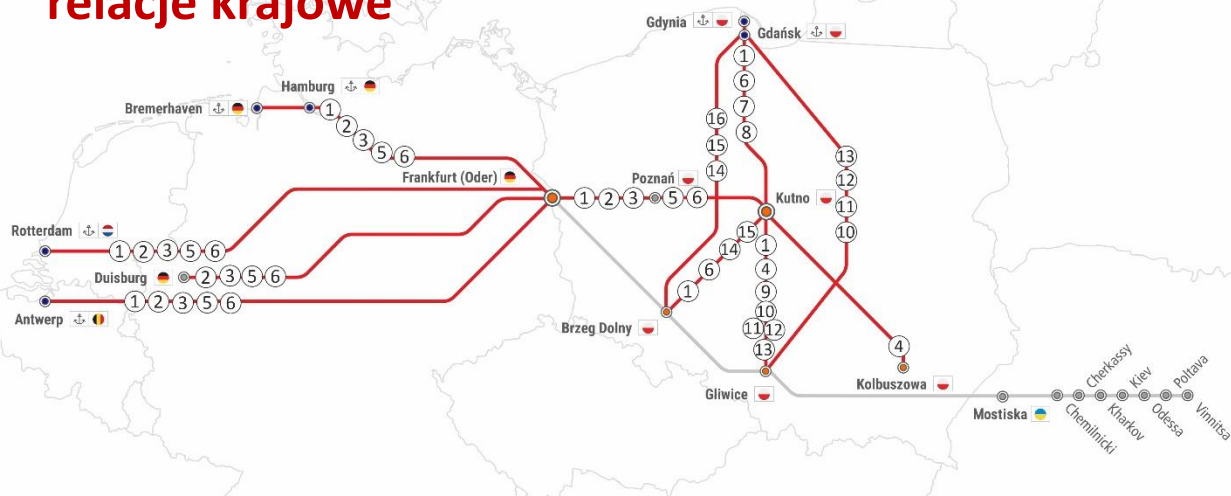 relacje krajowe
Gdynia
Gdańsk
1
6
7
8
16
15
14
13
12
11
10
Hamburg
Bremerhaven
1
2
3
5
6
Frankfurt (Oder)
Poznań
1 2 3 5 6
Kutno
Rotterdam
1 2 3 5 6
Duisburg
2 3 5 6
Antwerp
1 2 3 5 6
15
14
6
1
1
4
9
10
11 12
13
Brzeg Dolny
Gliwice
4
Kolbuszowa
Mostiska
Chemilnicki
Cherkassy
Kharkov
Kiev
Odessa
Poltava
Vinnitsa